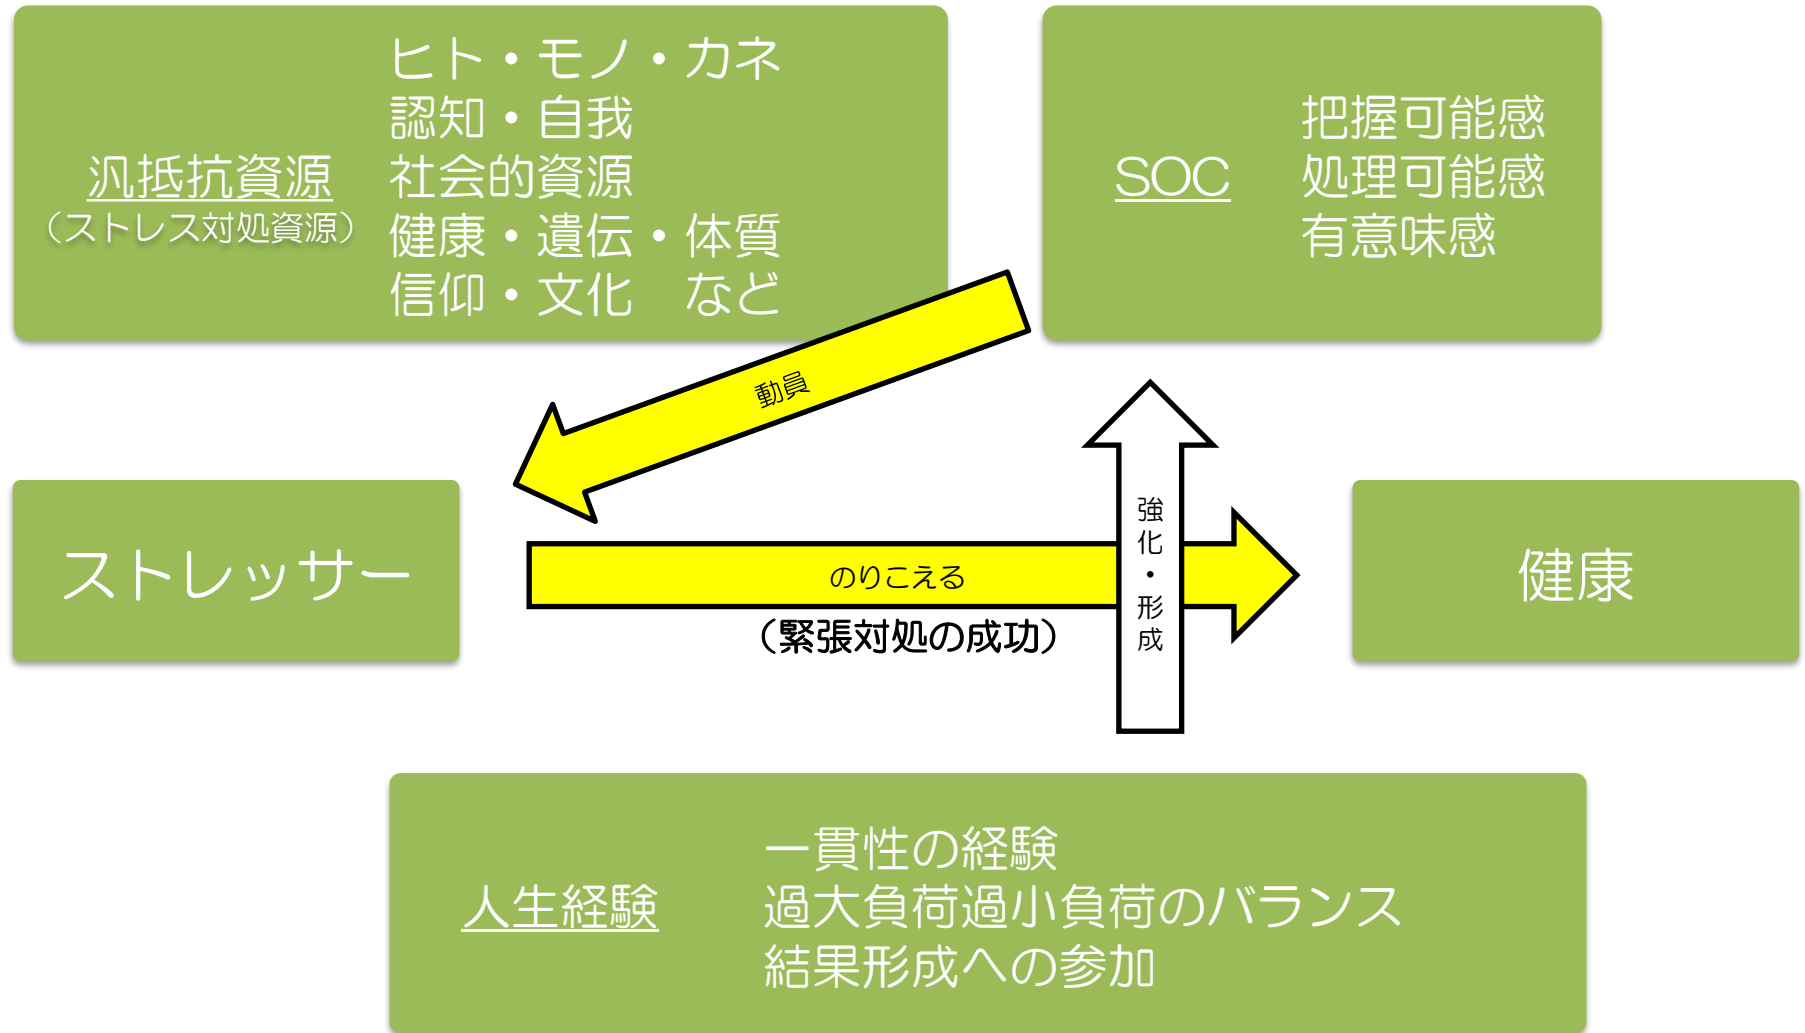 汎抵抗資源
（ストレス対処資源）
ヒト・モノ・カネ
認知・自我
社会的資源
健康・遺伝・体質
信仰・文化　など
SOC
把握可能感
処理可能感
有意味感
動員
ストレッサー
のりこえる
（緊張対処の成功）
強化・形成
健康
人生経験
一貫性の経験
過大負荷過小負荷のバランス
結果形成への参加